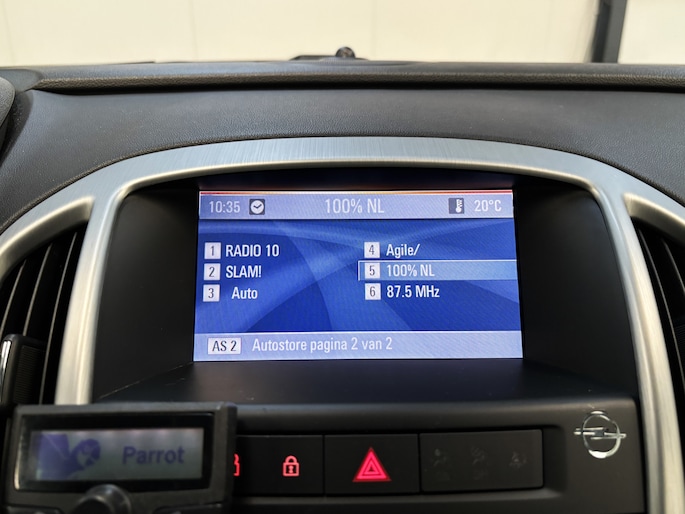 10:35 100% NL 20°C
1 RADIO 10
2 SLAM!
3 Auto
4 Agile/
5 100% NL
6 87.5 MHz
AS 2 Autostore pagina 2 van 2
Parrot